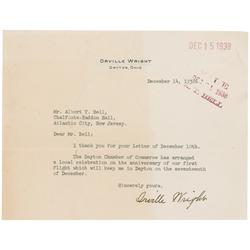 ORVILLE WRIGHT
DAYTON, OHIO
DEC 15 1938
December 14, 1938.
Mr. Albert T. Bell,
Chalfonte-Haddon Hall,
Atlantic City, New Jersey.
Dear Mr. Bell:
I thank you for your letter of December 10th.
The Dayton Chamber of Commerce has arranged
a local celebration on the anniversary of our first
flight which will keep me in Dayton on the seventeenth
of December.
Sincerely yours,
Orville Wright